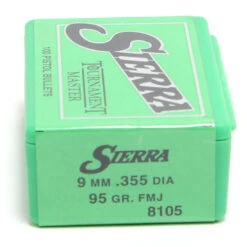 SIERRA
TOURNAMENT
MASTER
100 PISTOL BULLETS
SIERRA
9 MM .355 DIA
95 GR. FMJ
8105